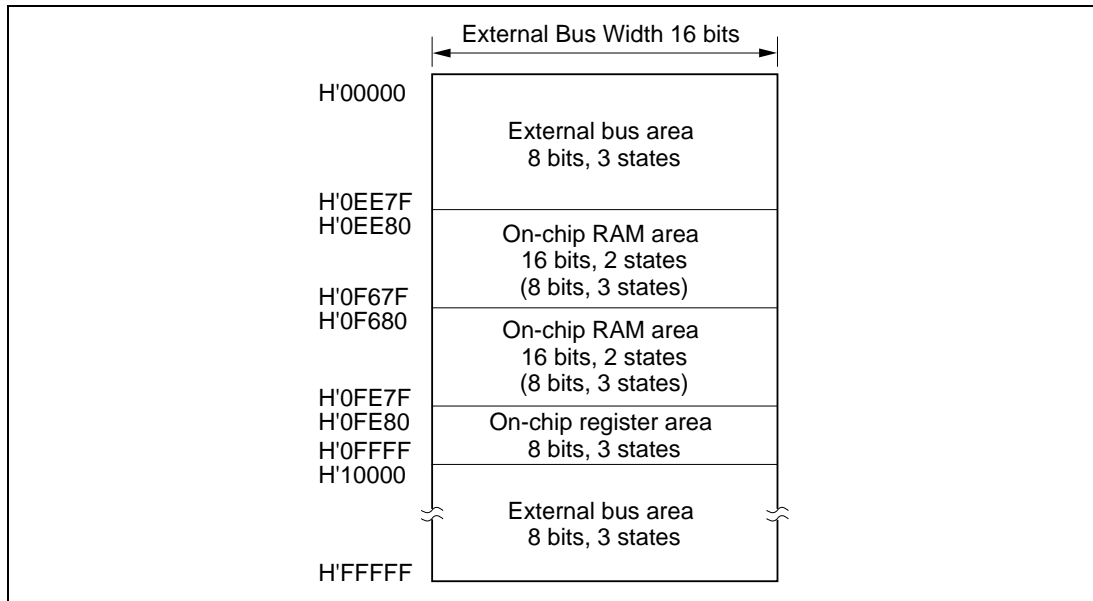 External Bus Width 16 bits
H'00000
External bus area
8 bits, 3 states
H'0EE7F
H'0EE80
On-chip RAM area
16 bits, 2 states
(8 bits, 3 states)
H'0F67F
H'0F680
On-chip RAM area
16 bits, 2 states
(8 bits, 3 states)
H'0FE7F
H'0FE80
On-chip register area
8 bits, 3 states
H'0FFFF
H'10000
External bus area
8 bits, 3 states
H'FFFFF